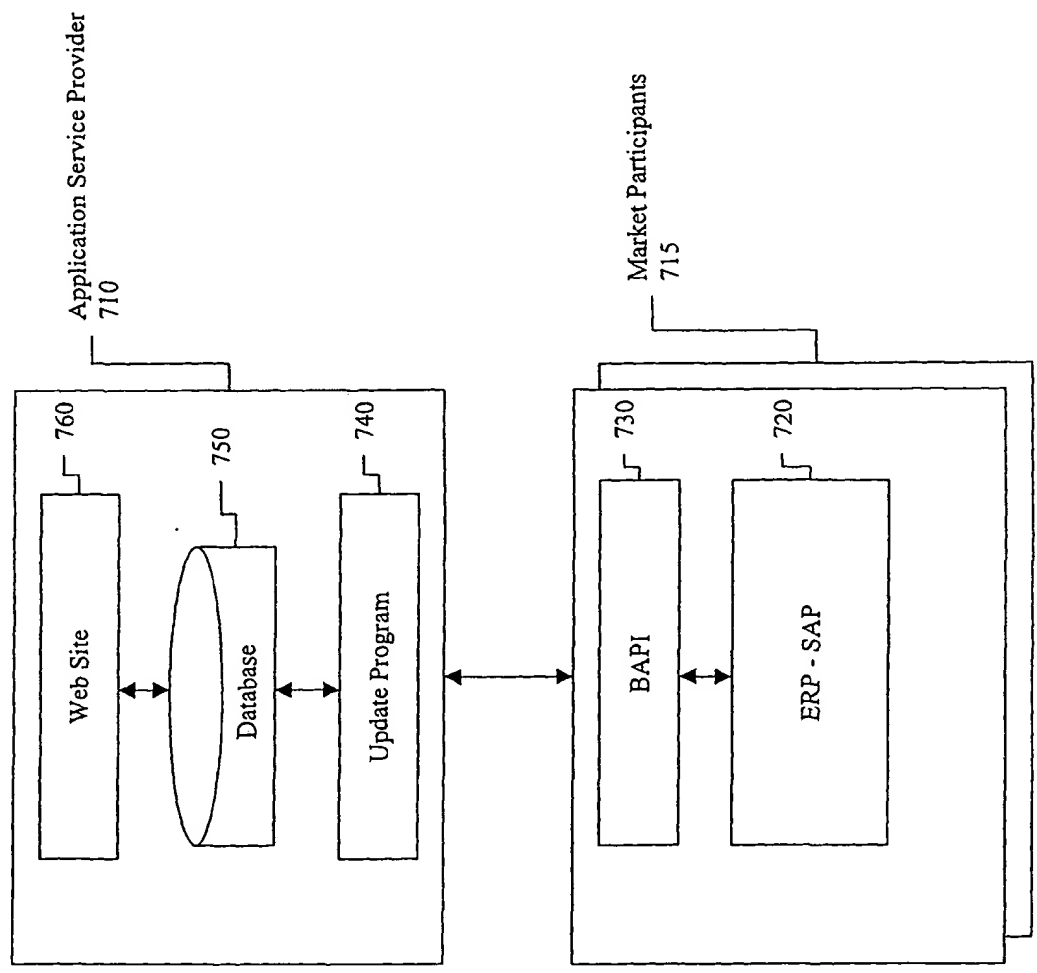 Application Service Provider
710
Web Site
760
Database
750
Update Program
740
Market Participants
715
BAPI
730
ERP - SAP
720